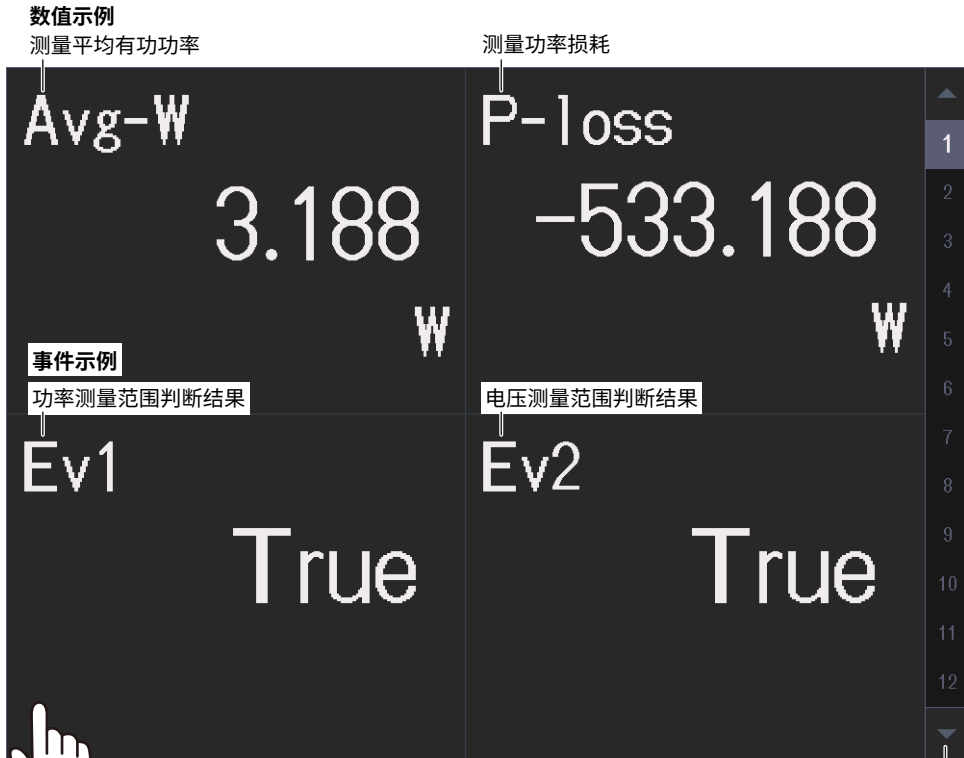 数值示例
测量平均有功功率
测量功率损耗
Avg-W
3.188
W
P-loss
-533.188
W
事件示例
功率测量范围判断结果
Ev1
True
电压测量范围判断结果
Ev2
True
1
2
3
4
5
6
7
8
9
10
11
12